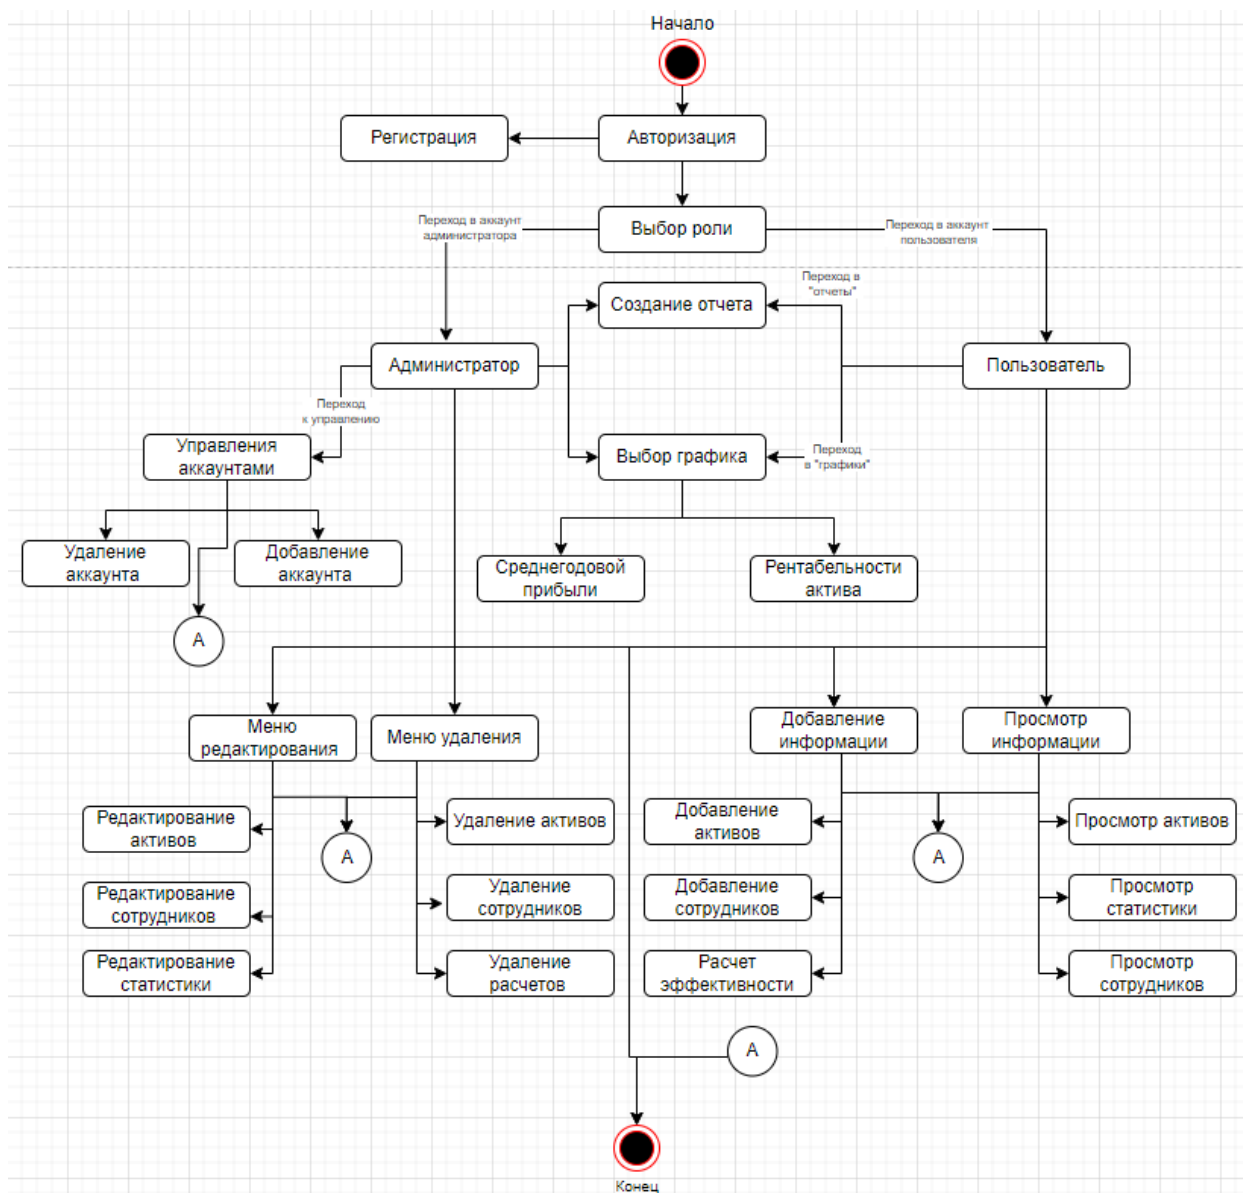 Начало
Регистрация
Авторизация
Выбор роли
Переход в аккаунт
администратора
Переход в аккаунт
пользователя
Переход в
"отчеты"
Создание отчета
Администратор
Пользователь
Переход
к управлению
Управления
аккаунтами
Выбор графика
Переход
в "графики"
Удаление
аккаунта
Добавление
аккаунта
Среднегодовой
прибыли
Рентабельности
актива
А
Меню
редактирования
Меню удаления
Добавление
информации
Просмотр
информации
Редактирование
активов
А
Удаление активов
Добавление
активов
А
Просмотр активов
Редактирование
сотрудников
Удаление
сотрудников
Добавление
сотрудников
Просмотр
статистики
Редактирование
статистики
Удаление
расчетов
Расчет
эффективности
Просмотр
сотрудников
А
Конец